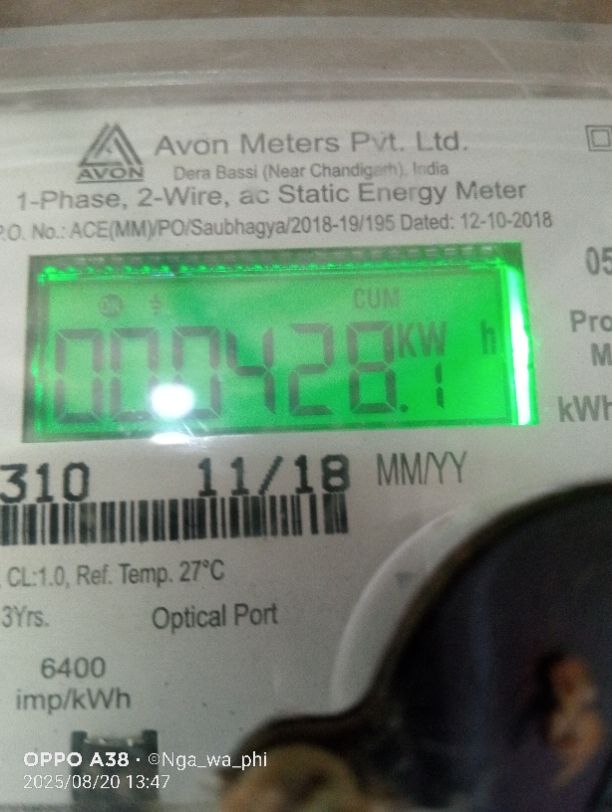 Avon Meters Pvt. Ltd.
AVON
Dera Bassi (Near Chandigarh), India
1-Phase, 2-Wire, ac Static Energy Meter
P.O. No.: ACE(MM)/PO/Saubhagya/2018-19/195 Dated: 12-10-2018
05
CUM
000428.1 KW h
Pro
M
kWh
310 11/18 MM/YY
CL:1.0, Ref. Temp. 27°C
3Yrs. Optical Port
6400
imp/kWh
OPPO A38 · ©Nga_wa_phi
2025/08/20 13:47